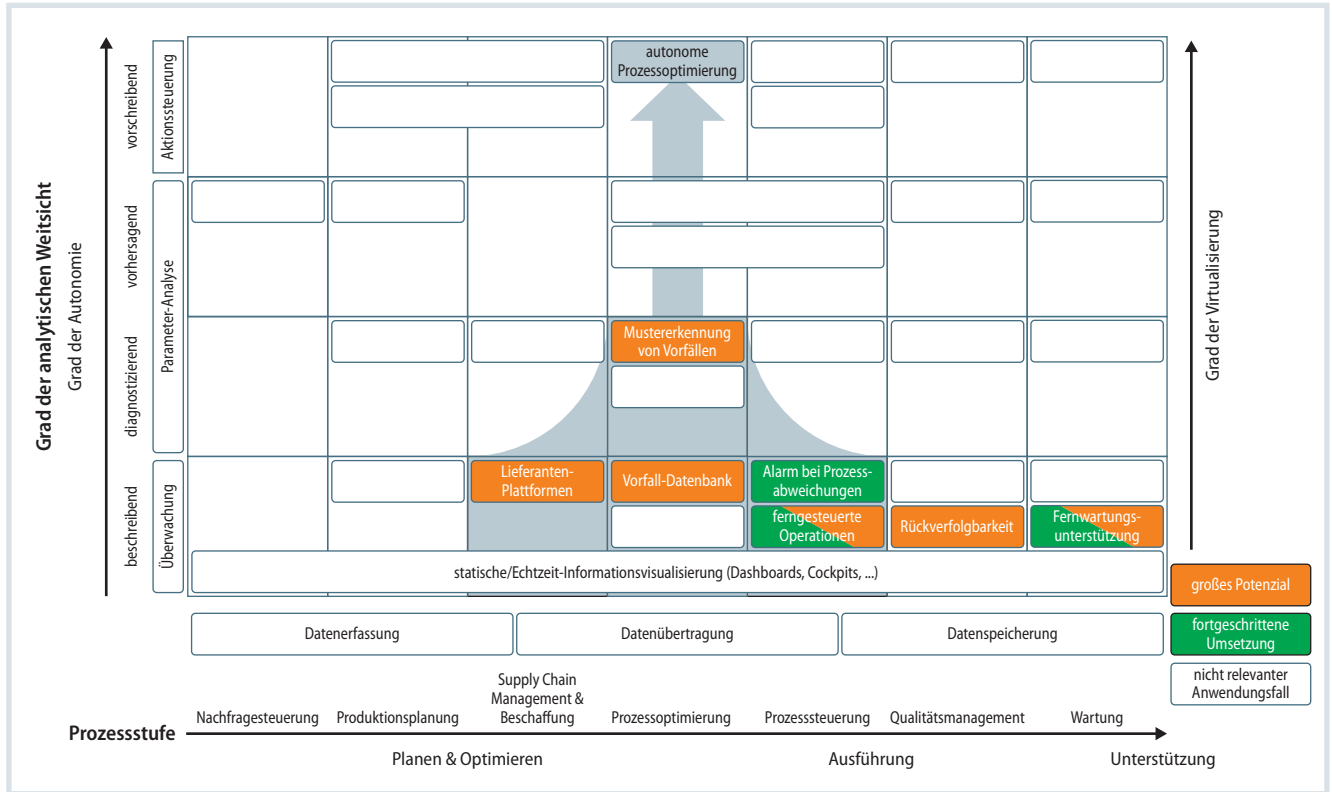 Grad der analytischen Weitsicht
Grad der Autonomie
vorschreibend
vorhersagend
diagnostizierend
beschreibend
Aktionssteuerung
Parameter-Analyse
Überwachung
autonome
Prozessoptimierung
Mustererkennung
von Vorfällen
Lieferanten-
Plattformen
Vorfall-Datenbank
Alarm bei Prozess-
abweichungen
ferngesteuerte
Operationen
Rückverfolgbarkeit
Fernwartungs-
unterstützung
statische/Echtzeit-Informationsvisualisierung (Dashboards, Cockpits, ...)
Grad der Virtualisierung
großes Potenzial
fortgeschrittene
Umsetzung
nicht relevanter
Anwendungsfall
Datenerfassung
Datenübertragung
Datenspeicherung
Nachfragesteuerung
Produktionsplanung
Supply Chain
Management &
Beschaffung
Prozessoptimierung
Prozesssteuerung
Qualitätsmanagement
Wartung
Prozessstufe
Planen & Optimieren
Ausführung
Unterstützung